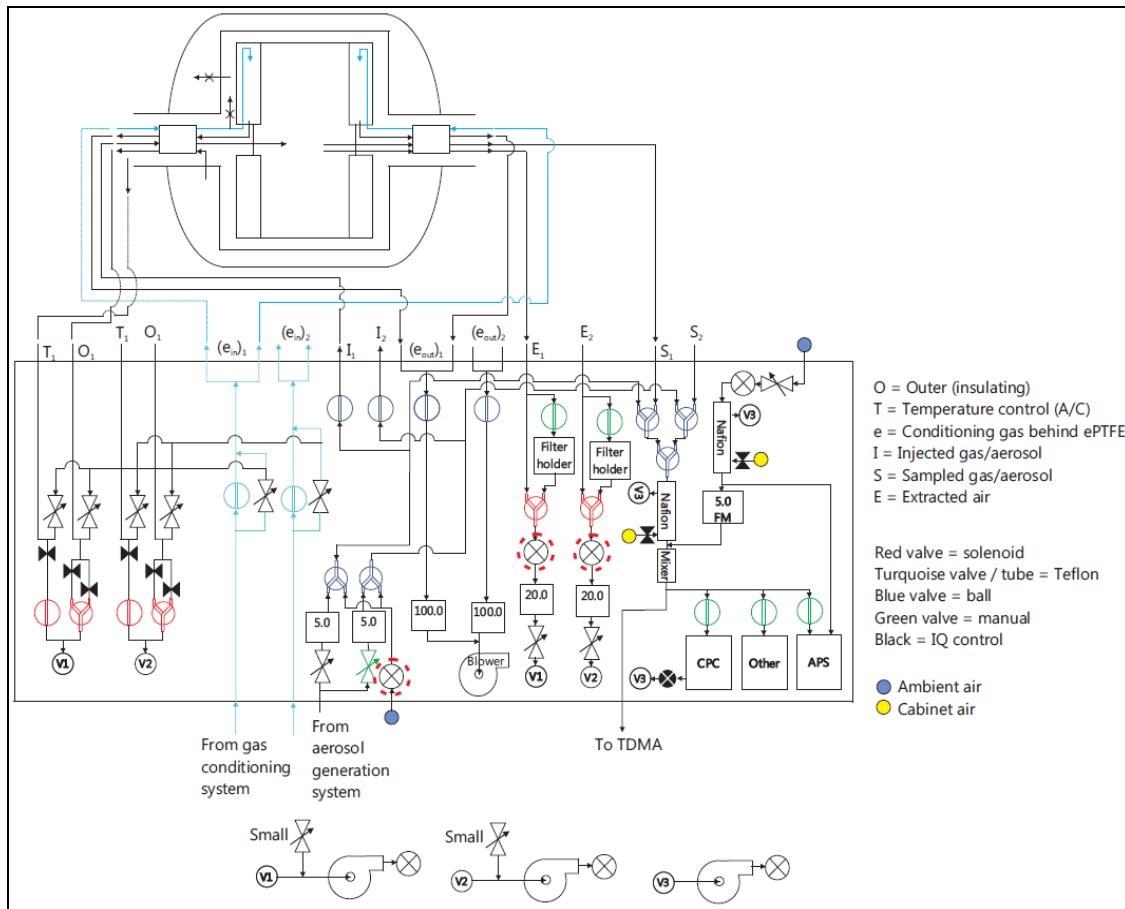 T₁ O₁ T₁ O₁ (eᵢₙ)₁ (eᵢₙ)₂ I₁ I₂ (eₒᵤₜ)₁ (eₒᵤₜ)₂ E₁ E₂ S₁ S₂
Filter
holder
Filter
holder
Nafion
V3
V3
Nafion
5.0
FM
Mixer
5.0
5.0
100.0
100.0
20.0
20.0
Blower
V1
V2
V1
V2
V3
CPC
Other
APS
From gas
conditioning
system
From
aerosol
generation
system
To TDMA
O = Outer (insulating)
T = Temperature control (A/C)
e = Conditioning gas behind ePTFE
I = Injected gas/aerosol
S = Sampled gas/aerosol
E = Extracted air
Red valve = solenoid
Turquoise valve / tube = Teflon
Blue valve = ball
Green valve = manual
Black = IQ control
Ambient air
Cabinet air
Small
Small
V1
V2
V3